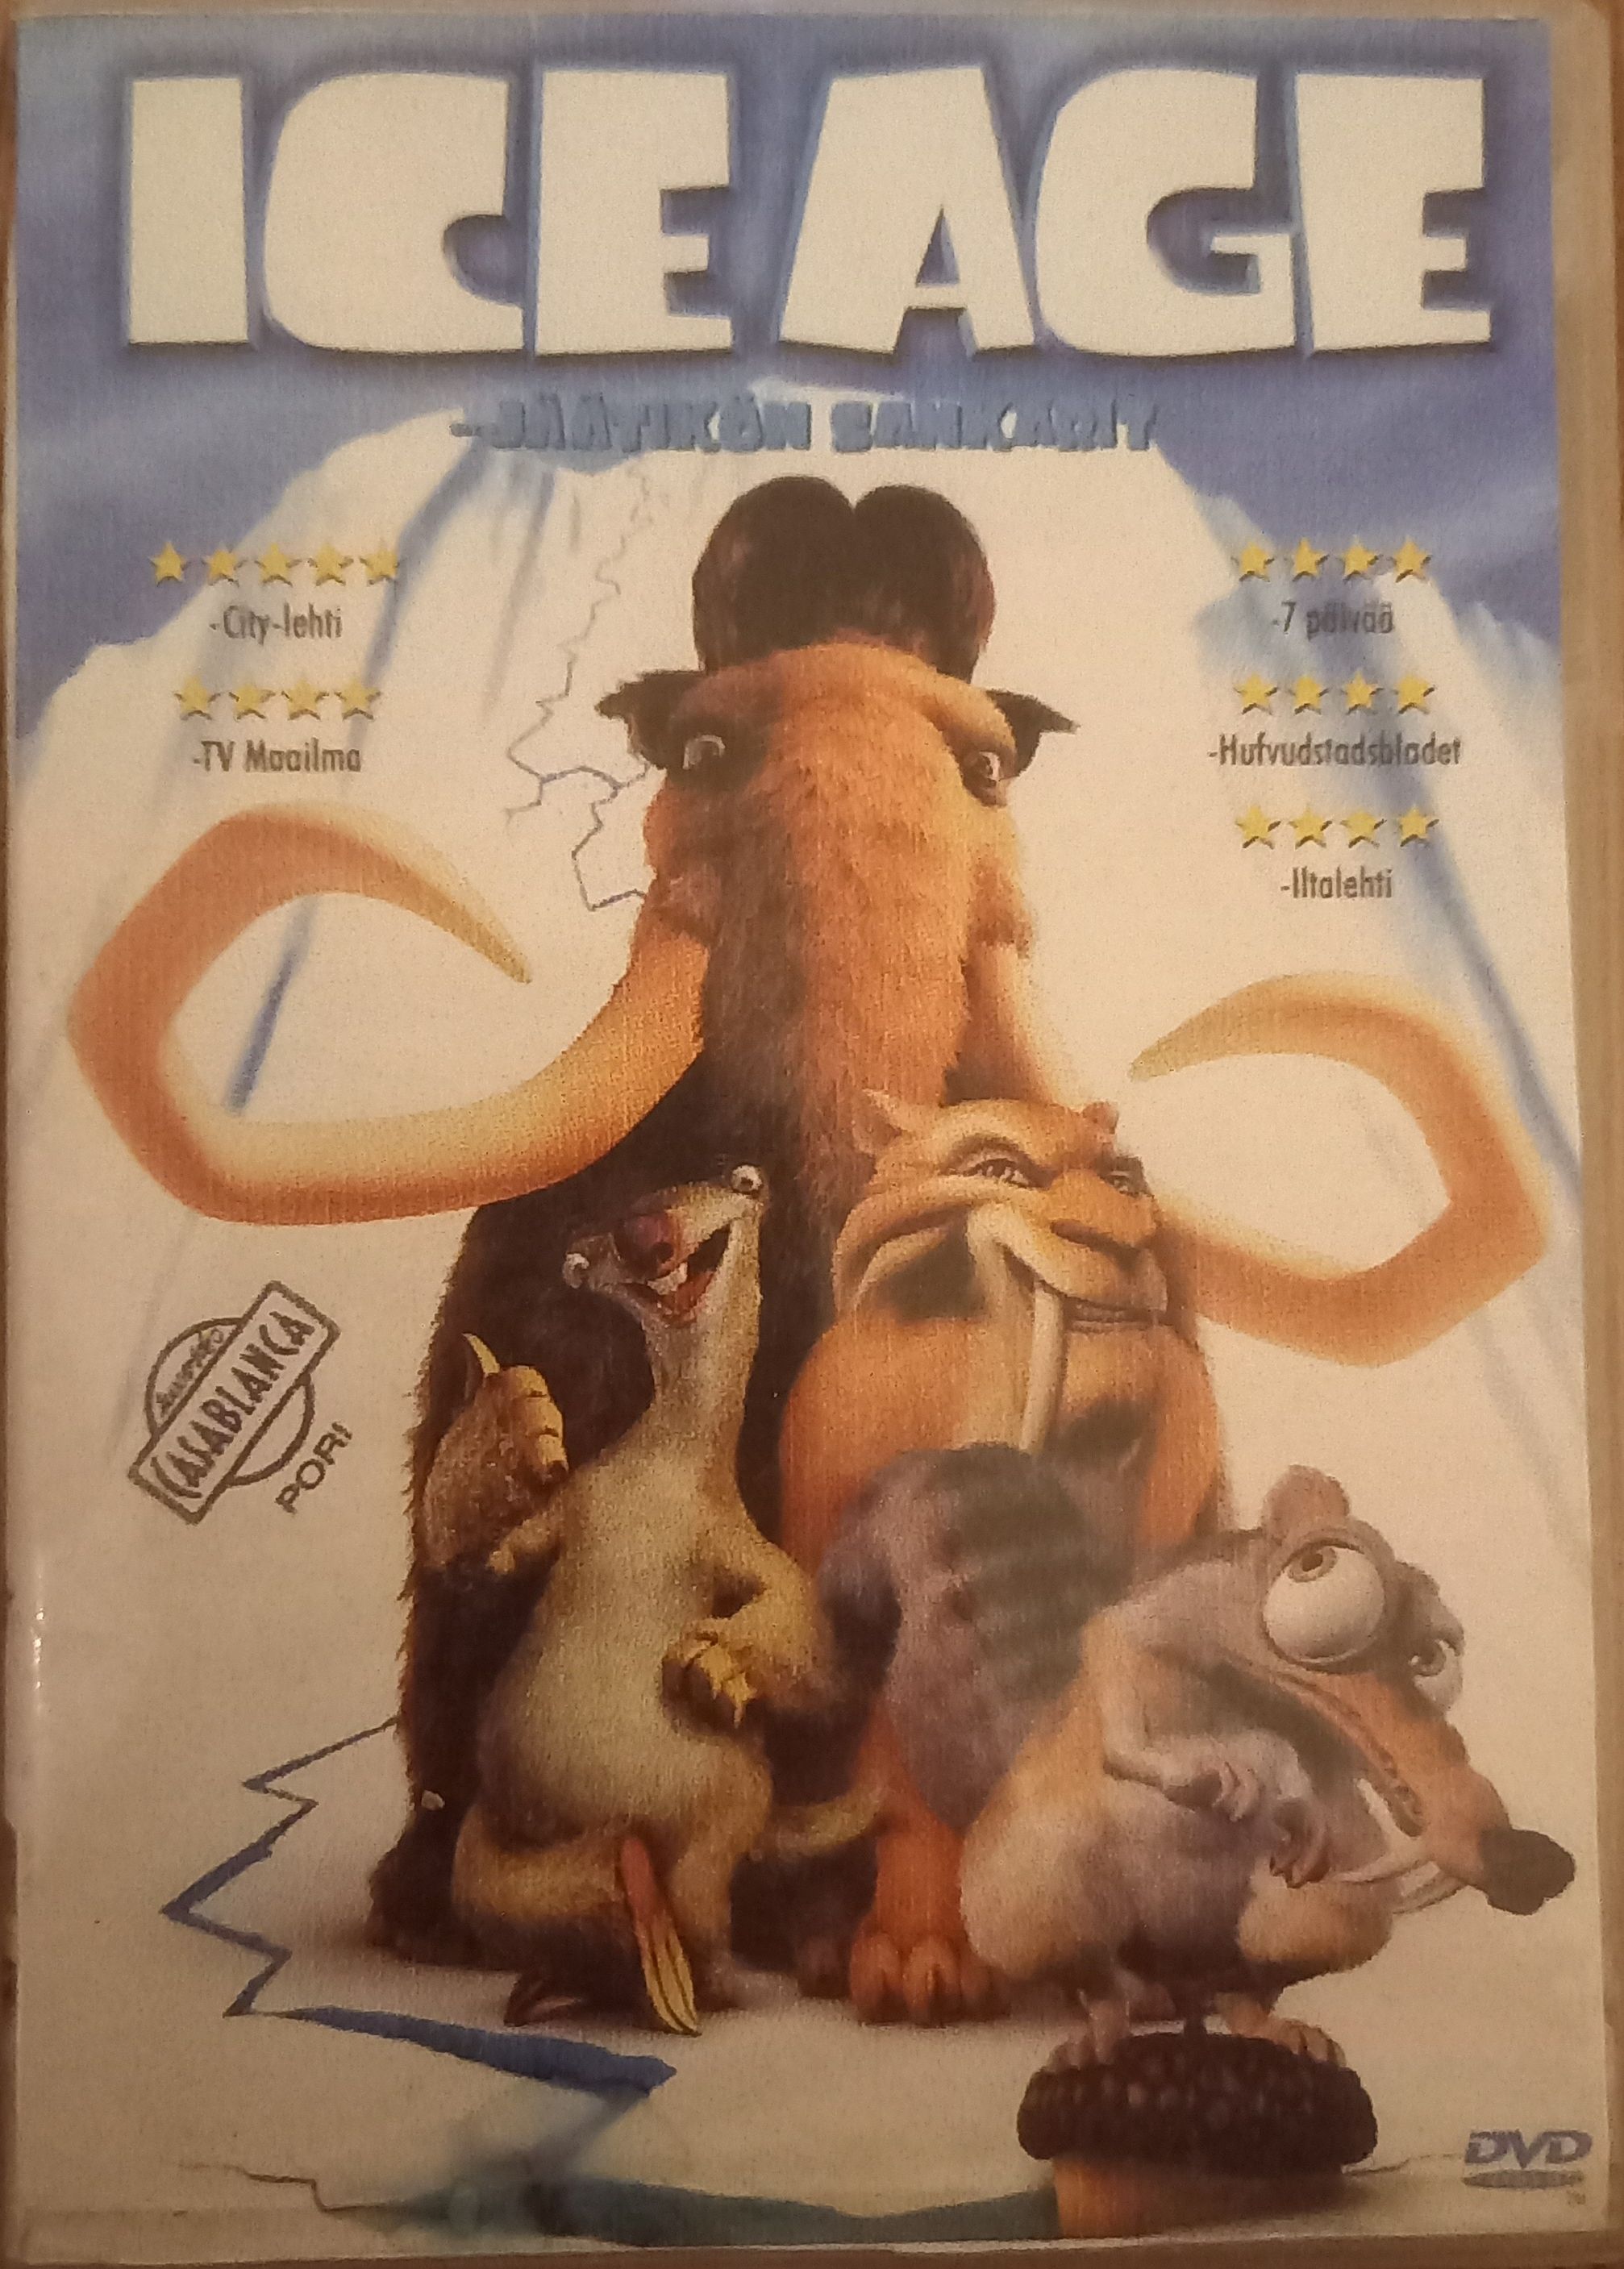 ICE AGE
-JÄÄTIKÖN SANKARIT
-City-lehti
-TV Maailma
-7 päivää
-Hufvudstadsbladet
-Iltalehti
CASABLANCA
PORI
DVD